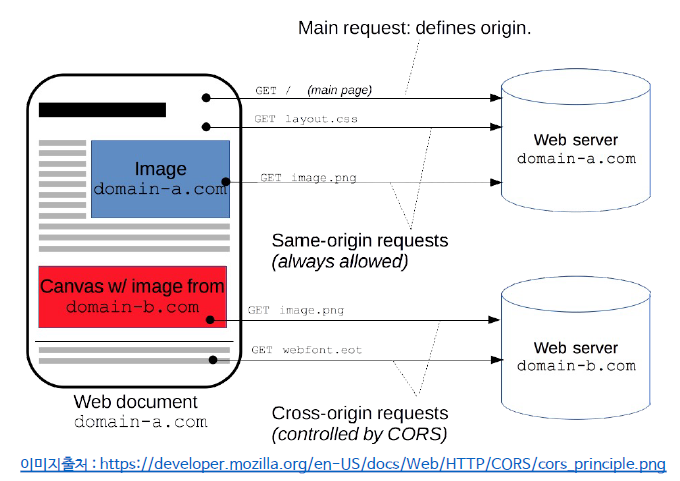 Main request: defines origin.
GET / (main page)
GET layout.css
Image
domain-a.com
GET image.png
Web server
domain-a.com
Same-origin requests
(always allowed)
Canvas w/ image from
domain-b.com
GET image.png
GET webfont.eot
Web server
domain-b.com
Web document
domain-a.com
Cross-origin requests
(controlled by CORS)
이미지출처 : https://developer.mozilla.org/en-US/docs/Web/HTTP/CORS/cors_principle.png